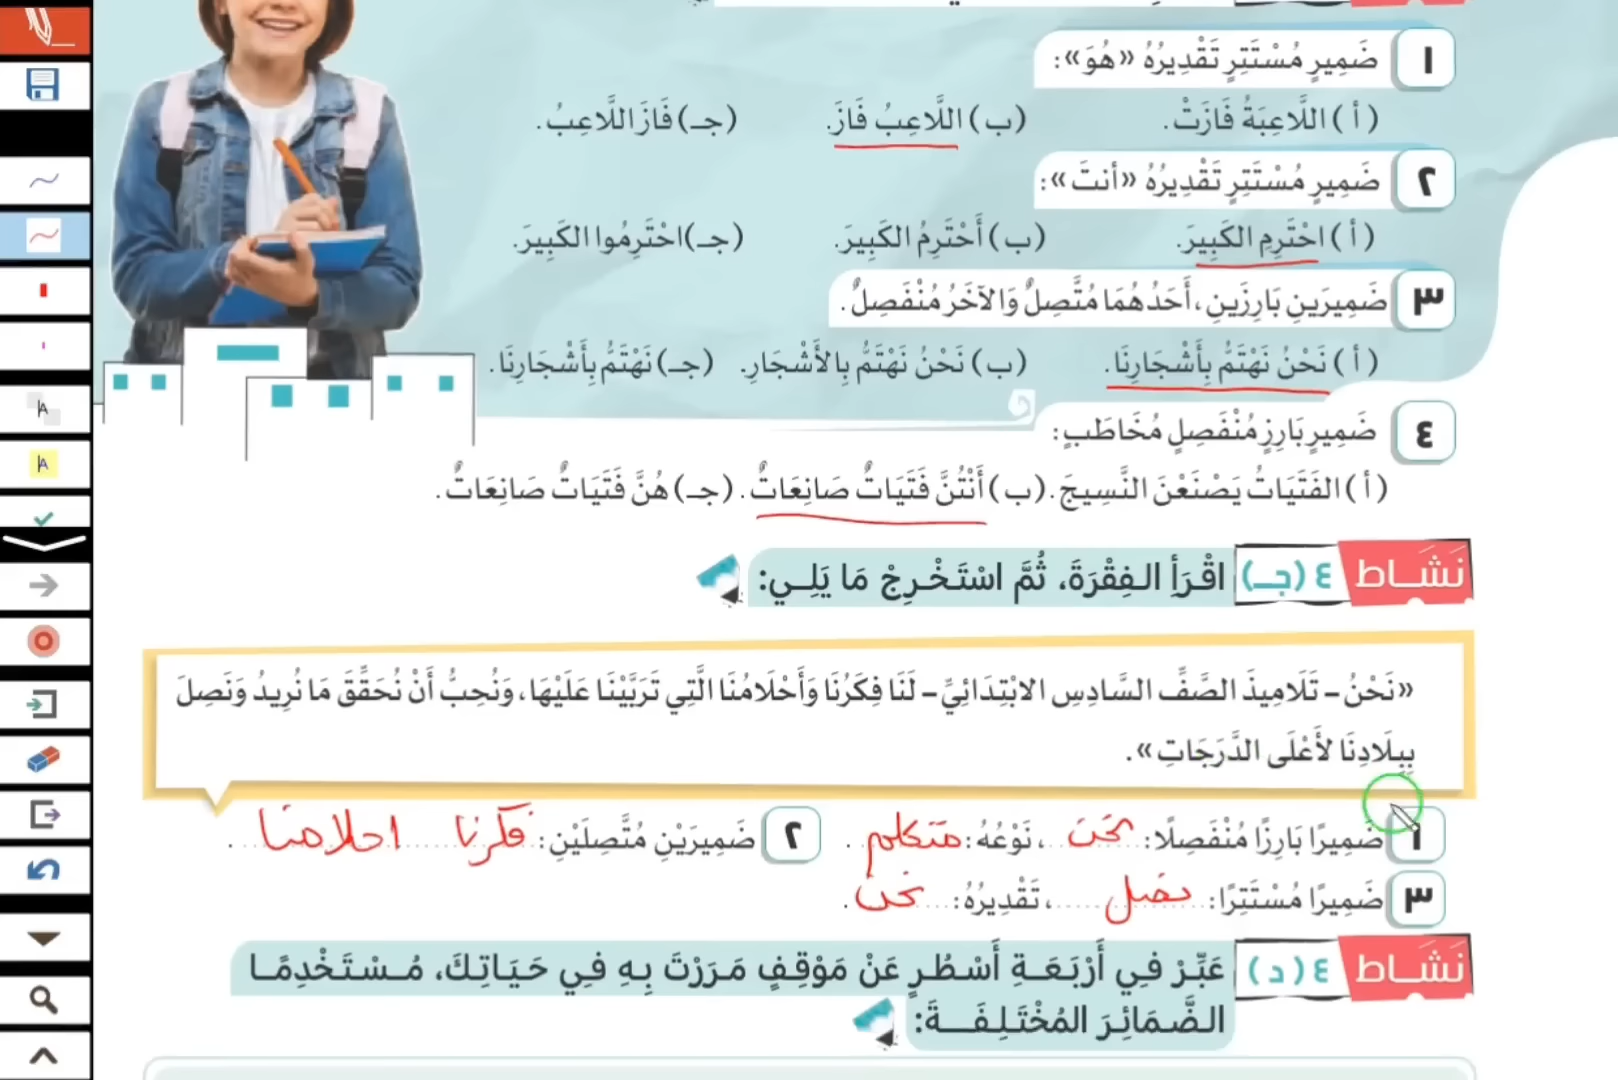 ١ ضَمِيرٍ مُسْتَتِرٍ تَقْدِيرُهُ «هُوَ»:
(أ) اللَّاعِبَةُ فَازَتْ. (ب) اللَّاعِبُ فَازَ. (جـ) فَازَ اللَّاعِبُ.
٢ ضَمِيرٍ مُسْتَتِرٍ تَقْدِيرُهُ «أنتَ»:
(أ) احْتَرِمِ الكَبِيرَ. (ب) أَحْتَرِمُ الكَبِيرَ. (جـ) احْتَرِمُوا الكَبِيرَ.
٣ ضَمِيرَينِ بَارِزَينِ، أَحَدُهُمَا مُتَّصِلٌ وَالآخَرُ مُنْفَصِلٌ.
(أ) نَحْنُ نَهْتَمُّ بِأَشْجَارِنَا. (ب) نَحْنُ نَهْتَمُّ بِالأَشْجَارِ. (جـ) نَهْتَمُّ بِأَشْجَارِنَا.
٤ ضَمِيرٍ بَارِزٍ مُنْفَصِلٍ مُخَاطَبٍ:
(أ) الفَتَيَاتُ يَصْنَعْنَ النَّسِيجَ. (ب) أَنْتُنَّ فَتَيَاتٌ صَانِعَاتٌ. (جـ) هُنَّ فَتَيَاتٌ صَانِعَاتٌ.
نَشَاط ٤ (جـ) اقْرَأِ الفِقْرَةَ، ثُمَّ اسْتَخْرِجْ مَا يَلِي:
«نَحْنُ – تَلَامِيذَ الصَّفِّ السَّادِسِ الابْتِدَائِيِّ – لَنَا فِكَرُنَا وَأَحْلَامُنَا الَّتِي تَرَبَّيْنَا عَلَيْهَا، وَنُحِبُّ أَنْ نُحَقِّقَ مَا نُرِيدُ وَنَصِلَ
بِبِلَادِنَا لأَعْلَى الدَّرَجَاتِ».
١ ضَمِيرًا بَارِزًا مُنْفَصِلًا: نحن، نَوْعُهُ: متكلم. ٢ ضَمِيرَيْنِ مُتَّصِلَيْنِ: فكرنا احلامنا.
٣ ضَمِيرًا مُسْتَتِرًا: نصل، تَقْدِيرُهُ: نحن.
نَشَاط ٤ (د) عَبِّرْ فِي أَرْبَعَةِ أَسْطُرٍ عَنْ مَوْقِفٍ مَرَرْتَ بِهِ فِي حَيَاتِكَ، مُسْتَخْدِمًا
الضَّمَائِرَ المُخْتَلِفَةَ: